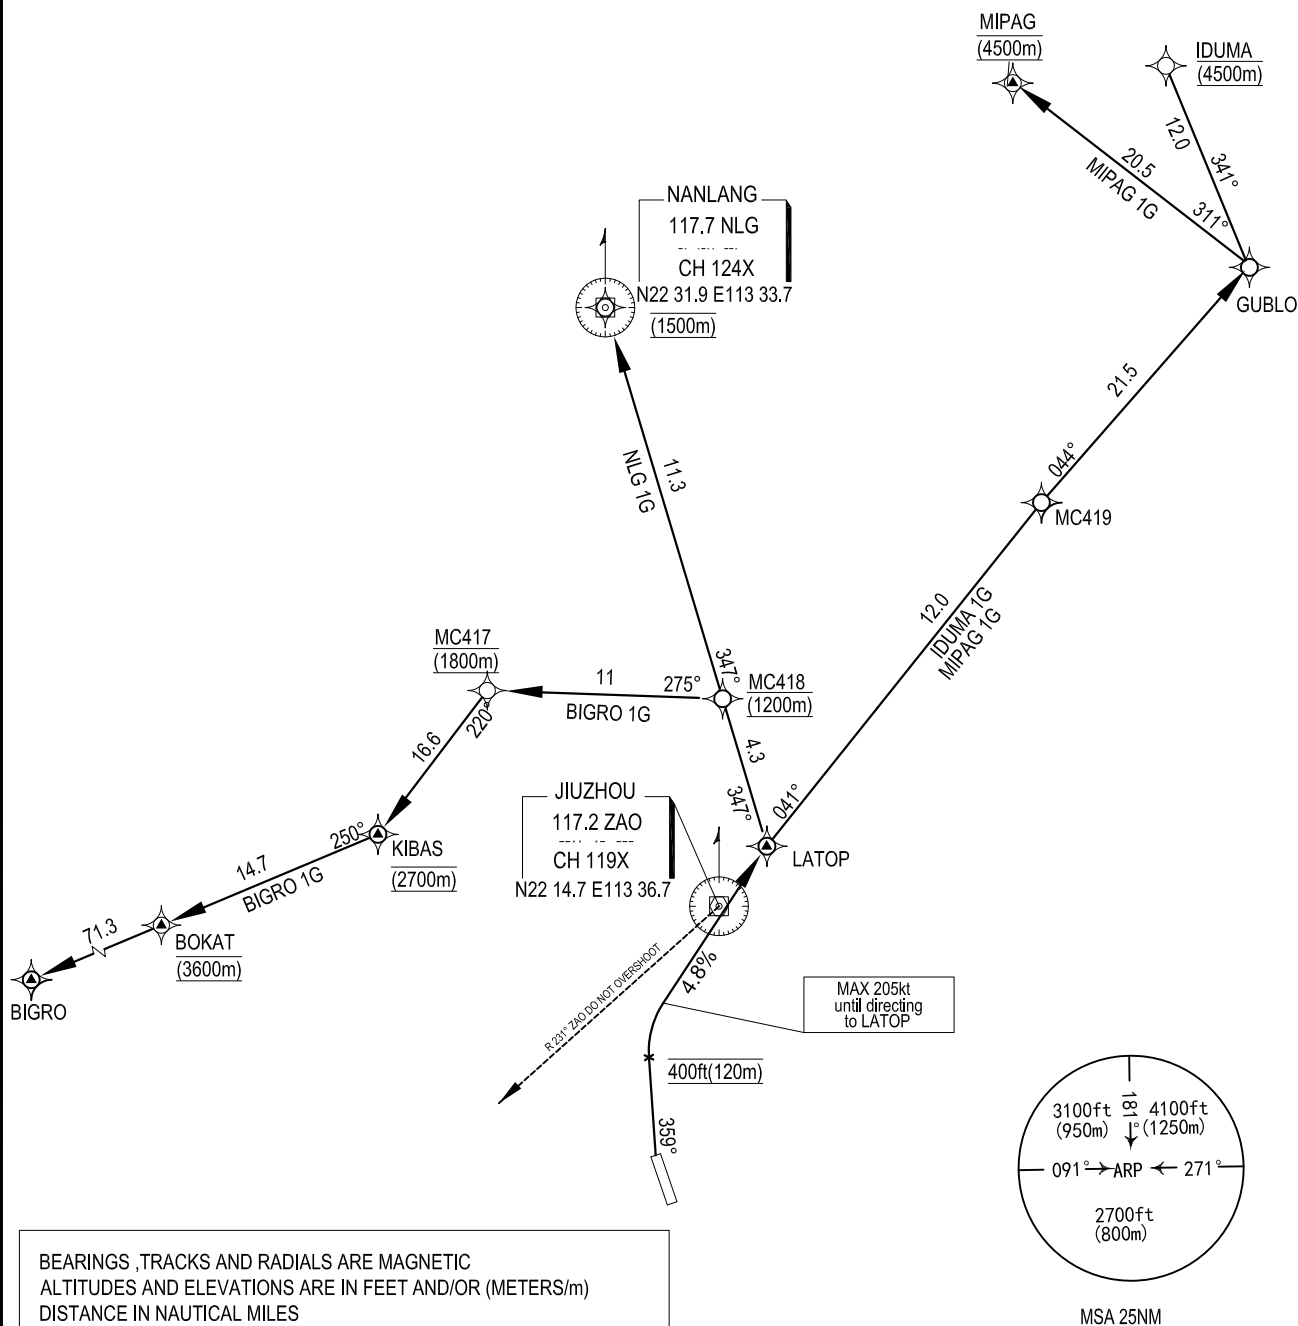 MIPAG
(4500m)
IDUMA
(4500m)
20.5
MIPAG 1G
311°
12.0
341°
GUBLO
NANLANG
117.7 NLG
CH 124X
N22 31.9 E113 33.7
(1500m)
11.3
NLG 1G
21.5
044°
MC419
12.0
IDUMA 1G
MIPAG 1G
MC417
(1800m)
11
275°
BIGRO 1G
347°
MC418
(1200m)
16.6
220°
4.3
347°
041°
LATOP
JIUZHOU
117.2 ZAO
CH 119X
N22 14.7 E113 36.7
250°
KIBAS
(2700m)
14.7
BIGRO 1G
71.3
BOKAT
(3600m)
BIGRO
R 231° ZAO DO NOT OVERSHOOT
4.8%
MAX 205kt
until directing
to LATOP
400ft(120m)
359°
3100ft
(950m)
181°
4100ft
(1250m)
091°
ARP
271°
2700ft
(800m)
MSA 25NM
BEARINGS ,TRACKS AND RADIALS ARE MAGNETIC
ALTITUDES AND ELEVATIONS ARE IN FEET AND/OR (METERS/m)
DISTANCE IN NAUTICAL MILES